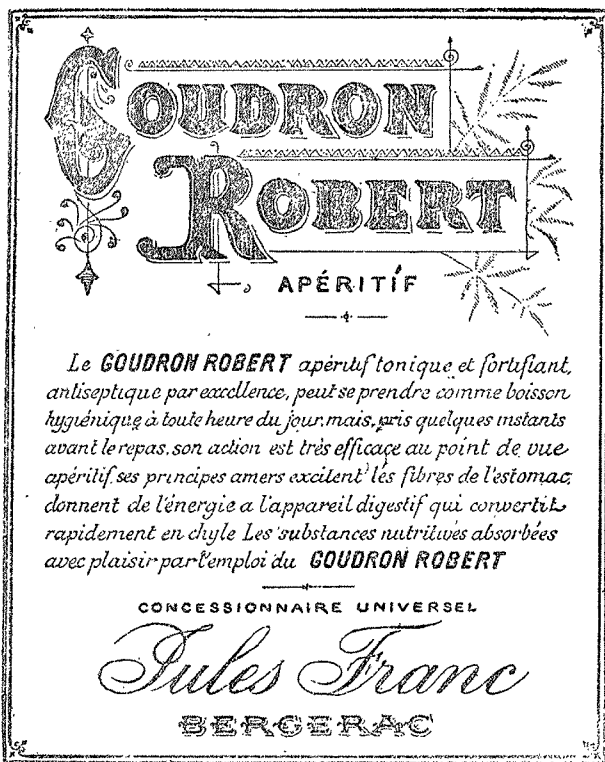 GOUDRON
ROBERT
APÉRITIF
Le GOUDRON ROBERT apéritif tonique et fortifiant,
antiseptique par excellence, peut se prendre comme boisson
hygiénique à toute heure du jour, mais, pris quelques instants
avant le repas, son action est très efficaçe au point de vue
apéritif, ses principes amers excitent les fibres de l'estomac,
donnent de l'énergie a l'appareil digestif qui convertit
rapidement en chyle Les substances nutritives absorbées
avec plaisir par l'emploi du GOUDRON ROBERT
CONCESSIONNAIRE UNIVERSEL
Jules Franc
BERGERAC